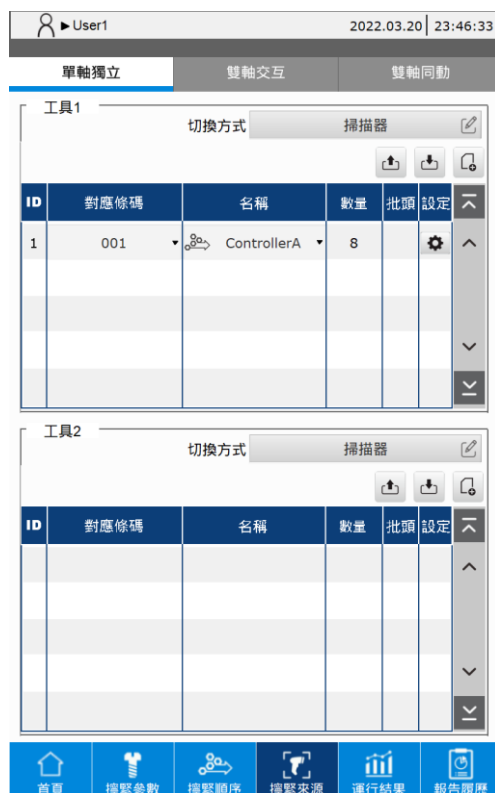 ►User1 2022.03.20 23:46:33
單軸獨立 雙軸交互 雙軸同動
工具1
切換方式 掃描器
ID 對應條碼 名稱 數量 批頭 設定
1 001 ControllerA 8
工具2
切換方式 掃描器
ID 對應條碼 名稱 數量 批頭 設定
首頁 擰緊參數 擰緊順序 擰緊來源 運行結果 報告履歷